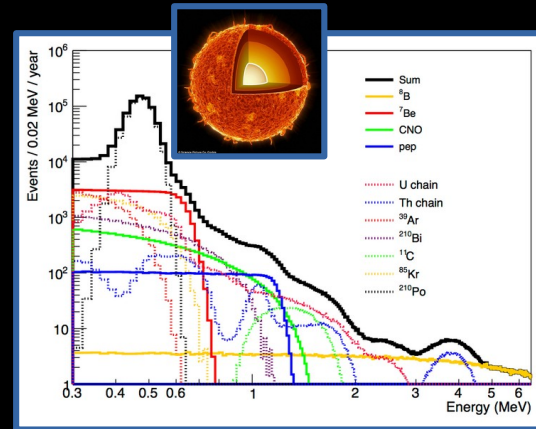 10⁶
10⁵
10⁴
10³
10²
10
1
Events / 0.02 MeV / year
Sum
⁸B
⁷Be
CNO
pep
U chain
Th chain
³⁹Ar
²¹⁰Bi
¹¹C
⁸⁵Kr
²¹⁰Po
0.3 0.4 0.5 0.6 1 2 3 4 5 6
Energy (MeV)